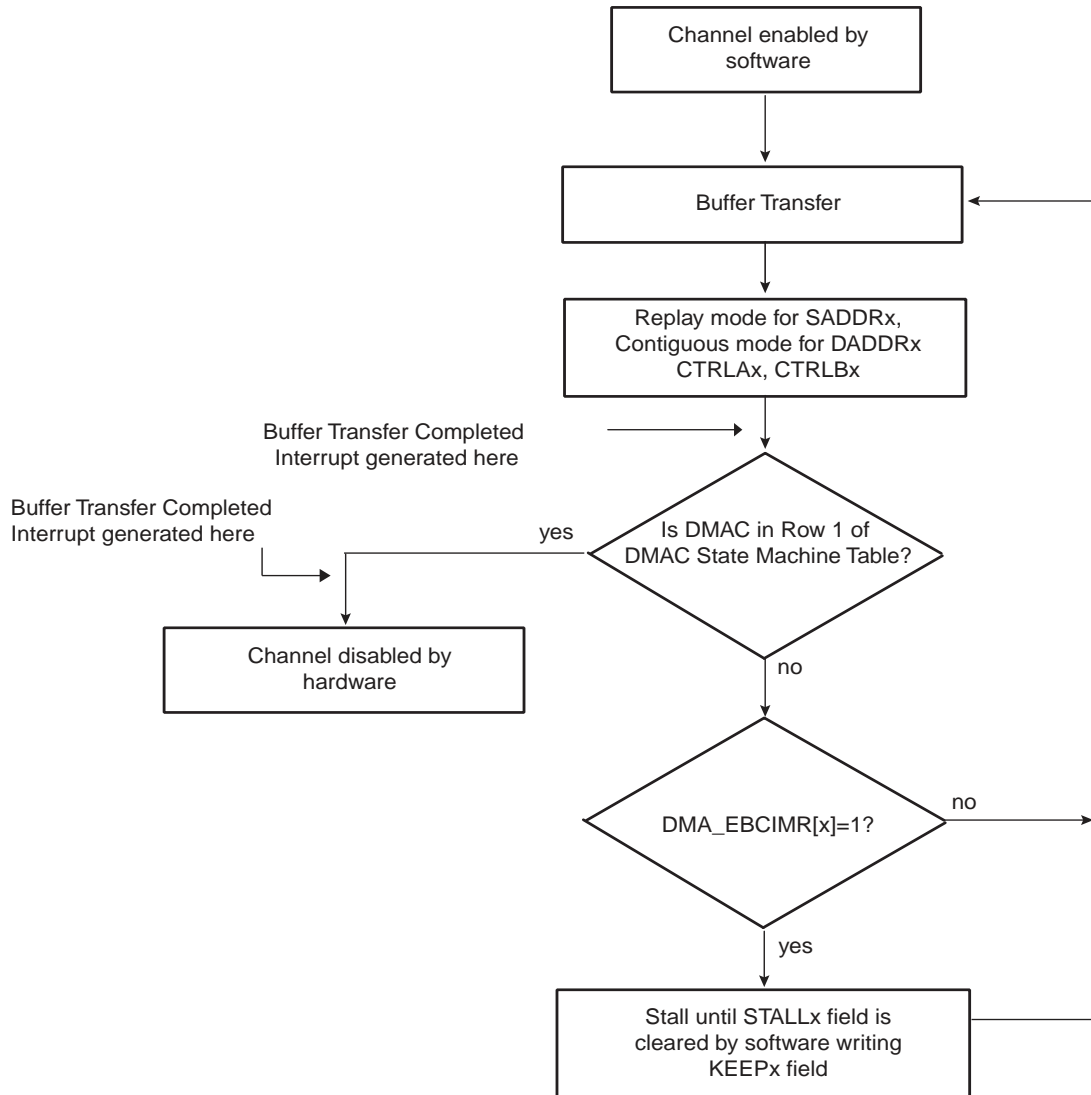 Channel enabled by
software
Buffer Transfer
Replay mode for SADDRx,
Contiguous mode for DADDRx
CTRLAx, CTRLBx
Buffer Transfer Completed
Interrupt generated here
Buffer Transfer Completed
Interrupt generated here
yes
Is DMAC in Row 1 of
DMAC State Machine Table?
Channel disabled by
hardware
no
DMA_EBCIMR[x]=1?
no
yes
Stall until STALLx field is
cleared by software writing
KEEPx field